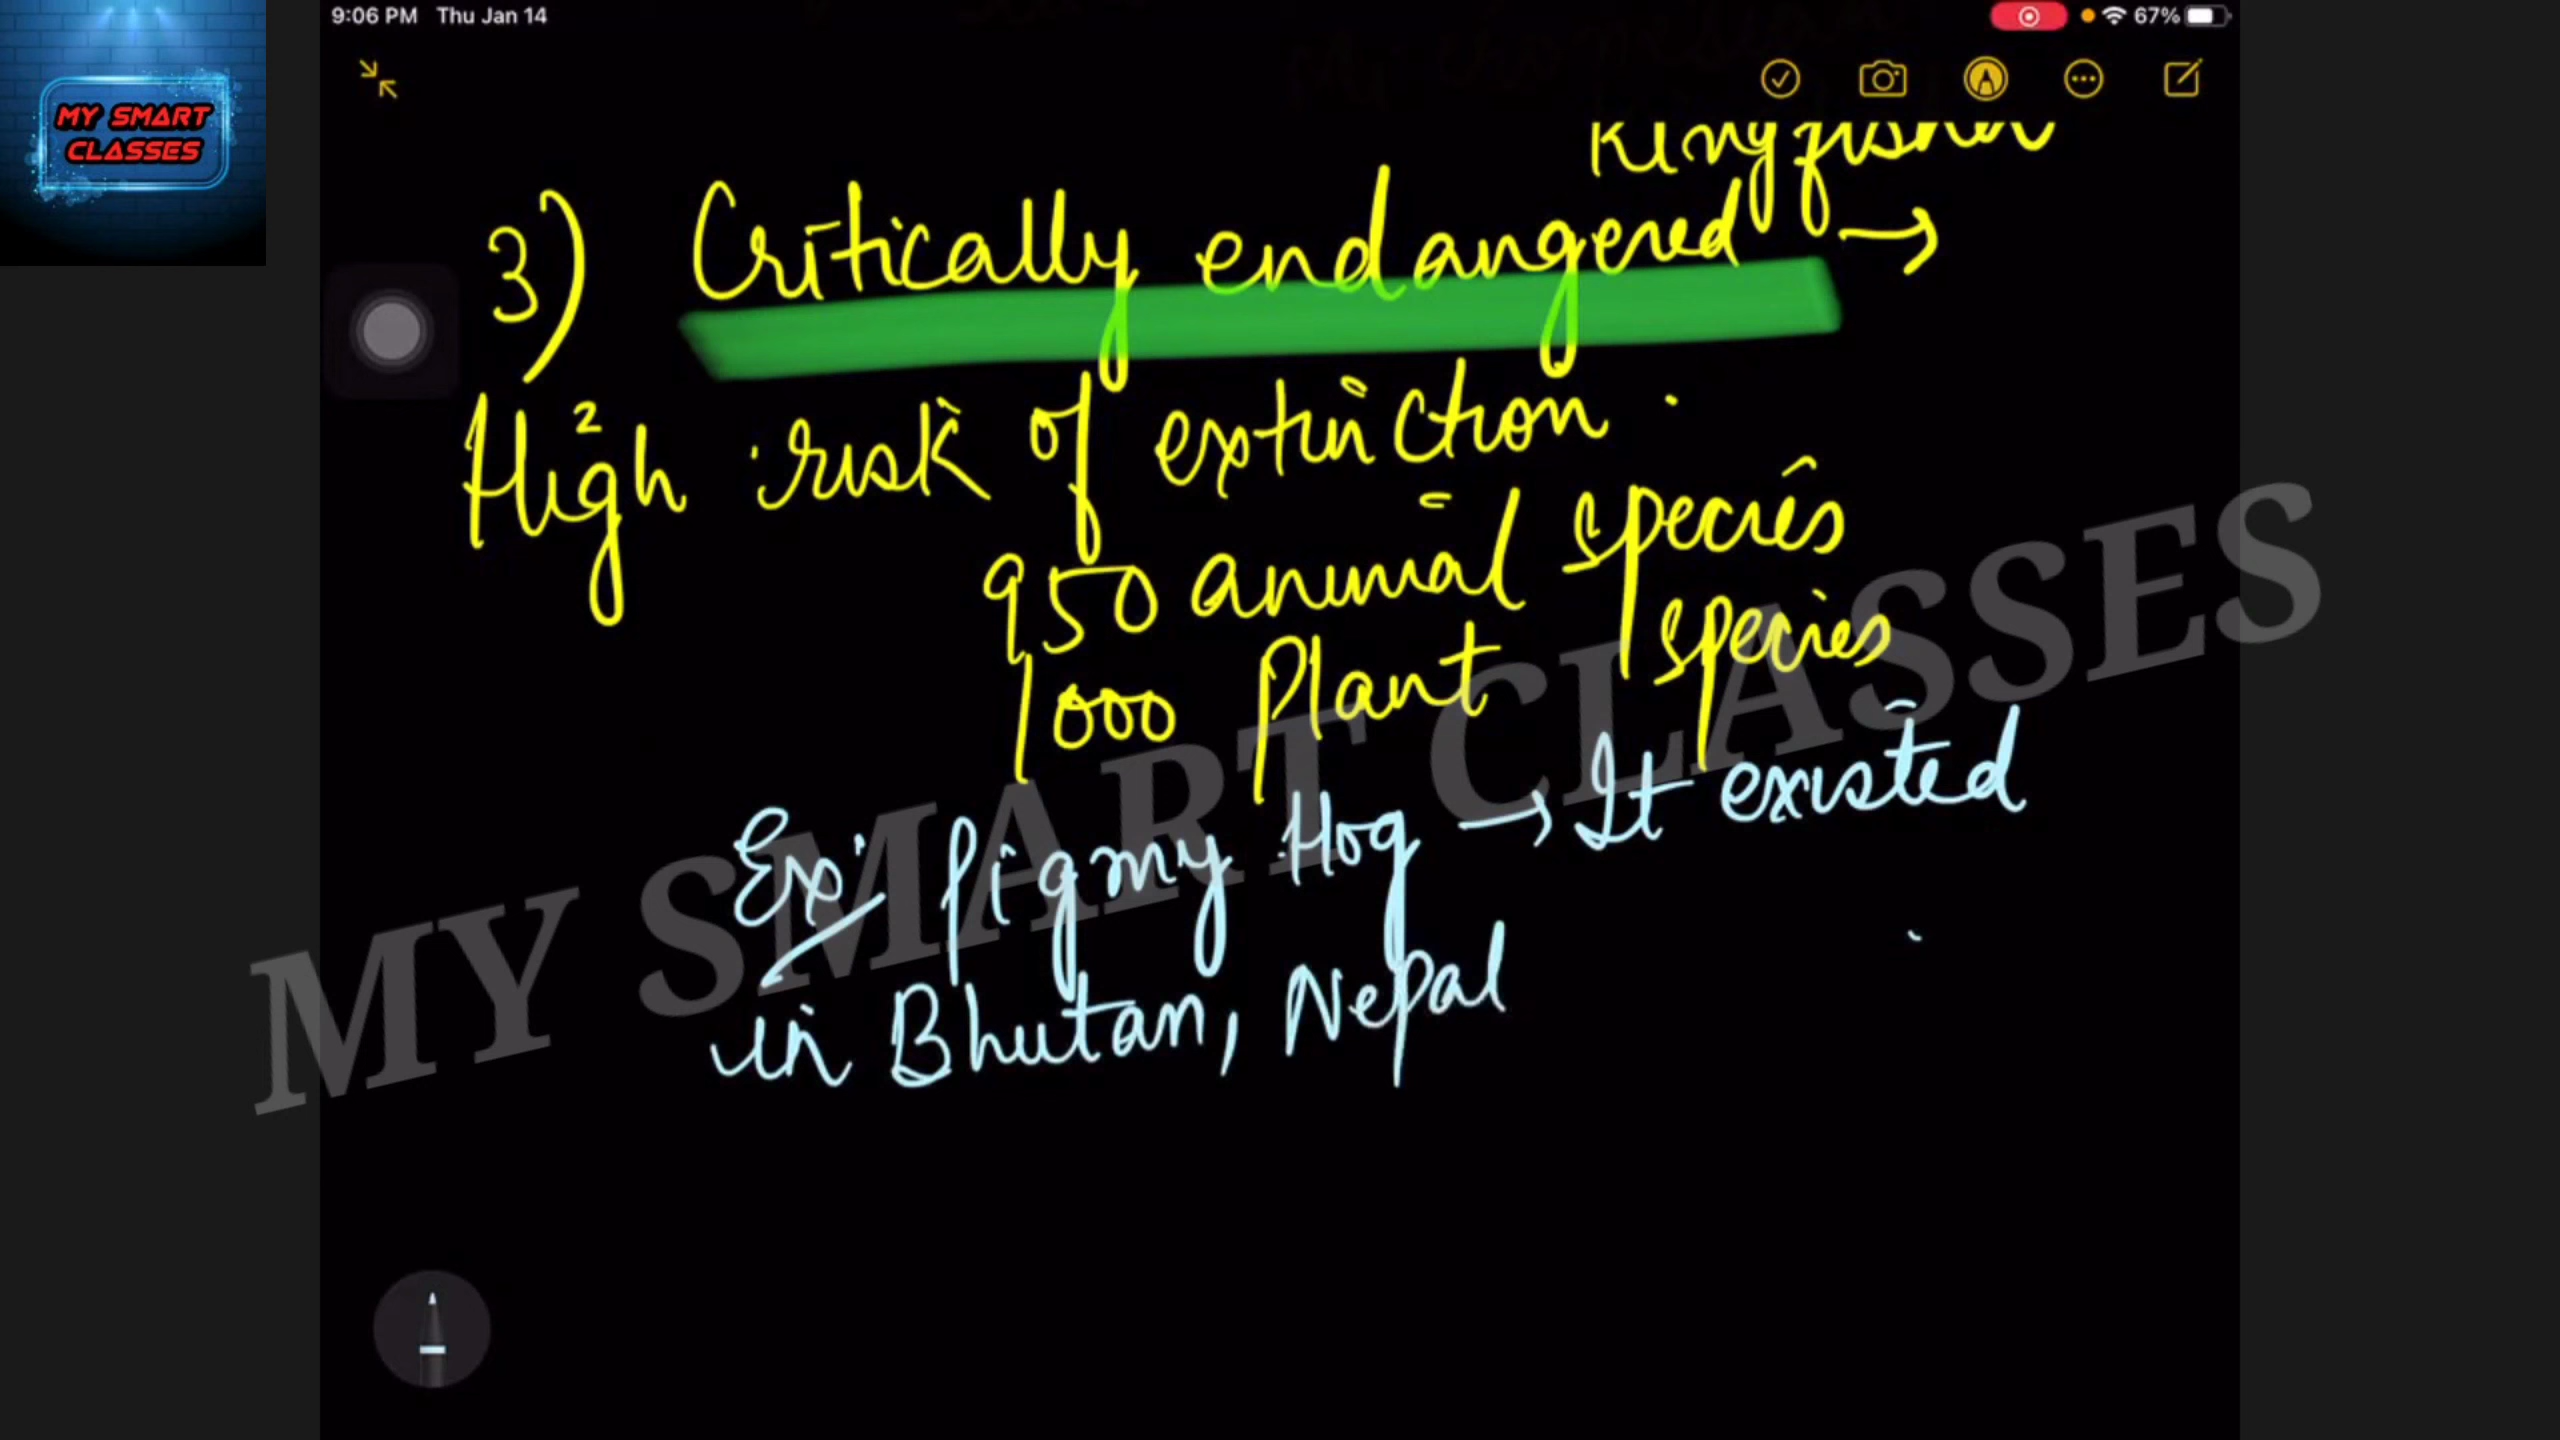 9:06 PM Thu Jan 14
67%
MY SMART
CLASSES
Kingfisher
3) Critically endangered →
High risk of extinction.
950 animal species
1000 Plant species
Ex: Pigmy Hog → It existed
in Bhutan, Nepal
MY SMART CLASSES